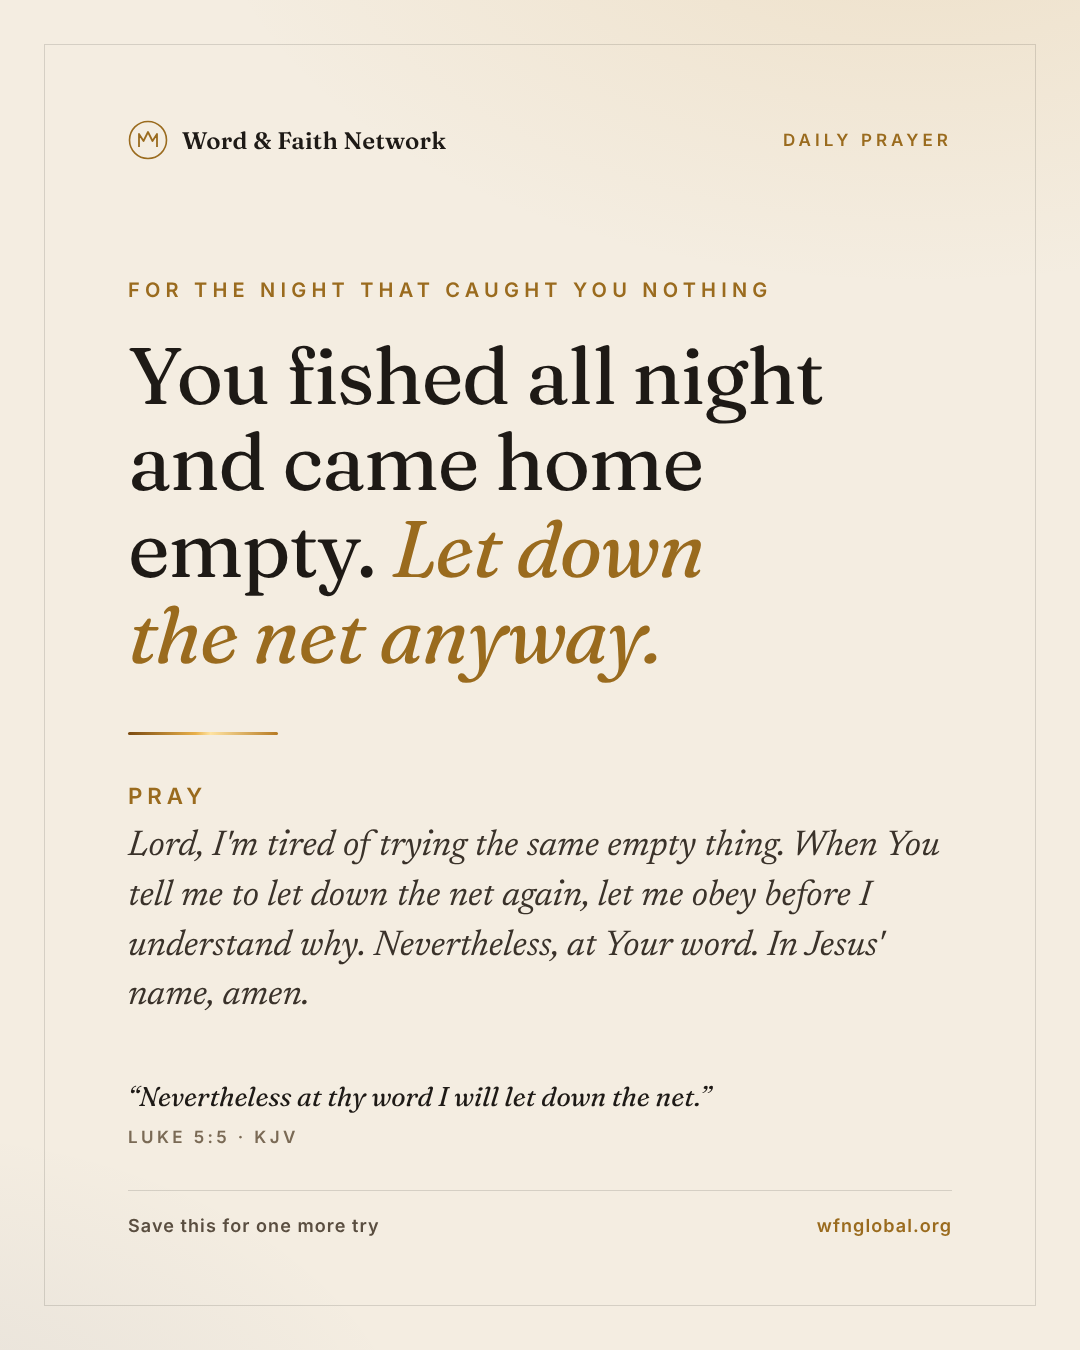 Word & Faith Network
DAILY PRAYER
FOR THE NIGHT THAT CAUGHT YOU NOTHING
You fished all night
and came home
empty. Let down
the net anyway.
PRAY
Lord, I'm tired of trying the same empty thing. When You
tell me to let down the net again, let me obey before I
understand why. Nevertheless, at Your word. In Jesus'
name, amen.
“Nevertheless at thy word I will let down the net.”
LUKE 5:5 · KJV
Save this for one more try
wfnglobal.org